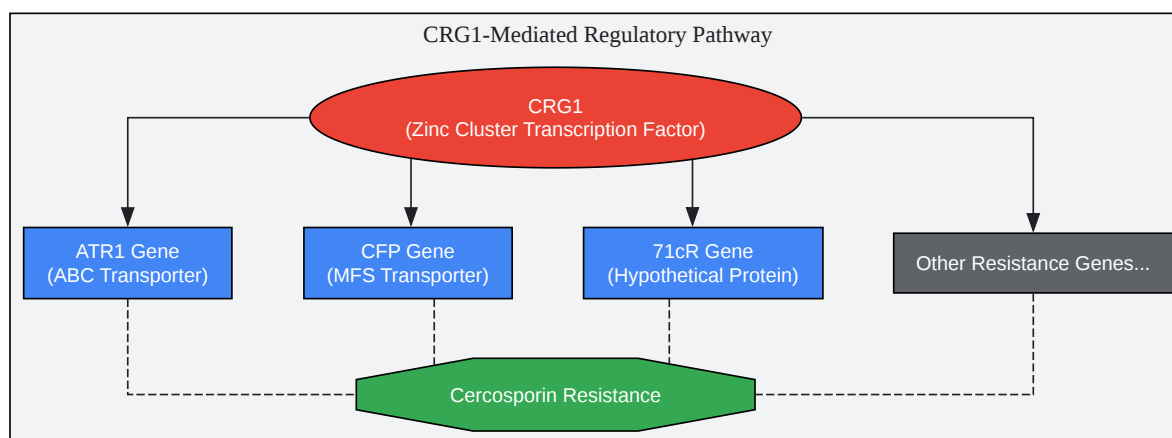 CRG1-Mediated Regulatory Pathway
CRG1
(Zinc Cluster Transcription Factor)
ATR1 Gene
(ABC Transporter)
CFP Gene
(MFS Transporter)
71cR Gene
(Hypothetical Protein)
Other Resistance Genes...
Cercosporin Resistance